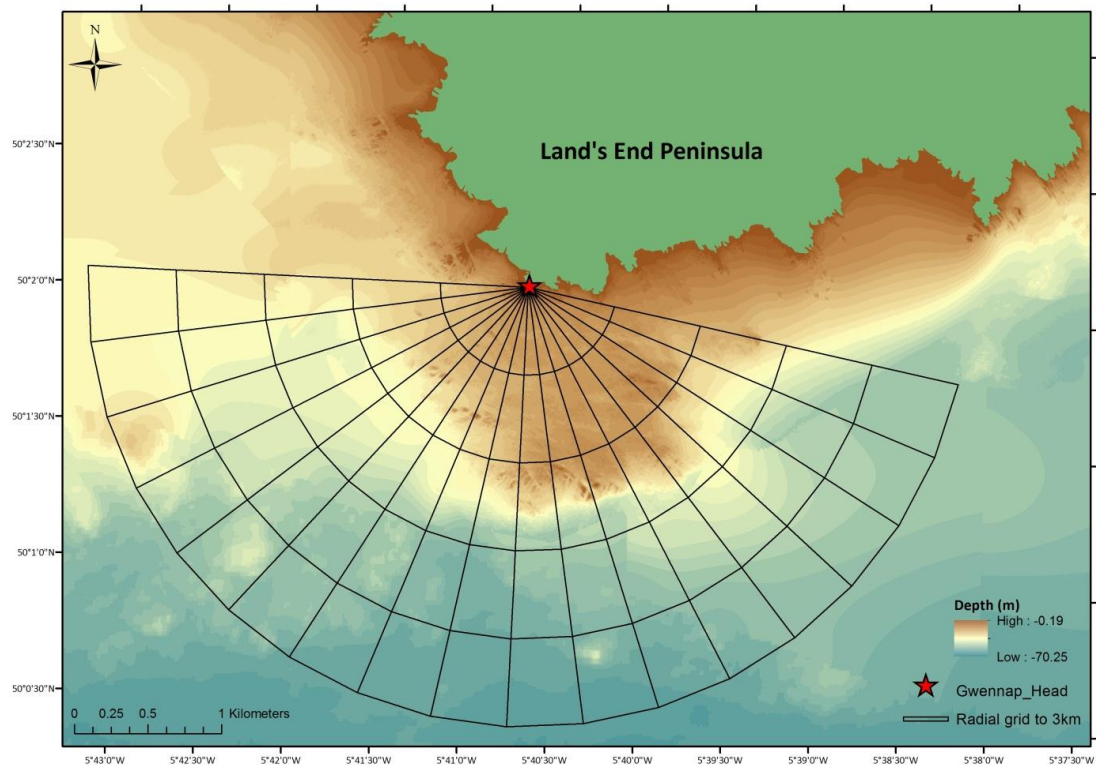 N
Land's End Peninsula
50°2'30"N
50°2'0"N
50°1'30"N
50°1'0"N
50°0'30"N
Depth (m)
High : -0.19
Low : -70.25
Gwennap_Head
Radial grid to 3km
0 0.25 0.5 1 Kilometers
5°43'0"W 5°42'30"W 5°42'0"W 5°41'30"W 5°41'0"W 5°40'30"W 5°40'0"W 5°39'30"W 5°39'0"W 5°38'30"W 5°38'0"W 5°37'30"W